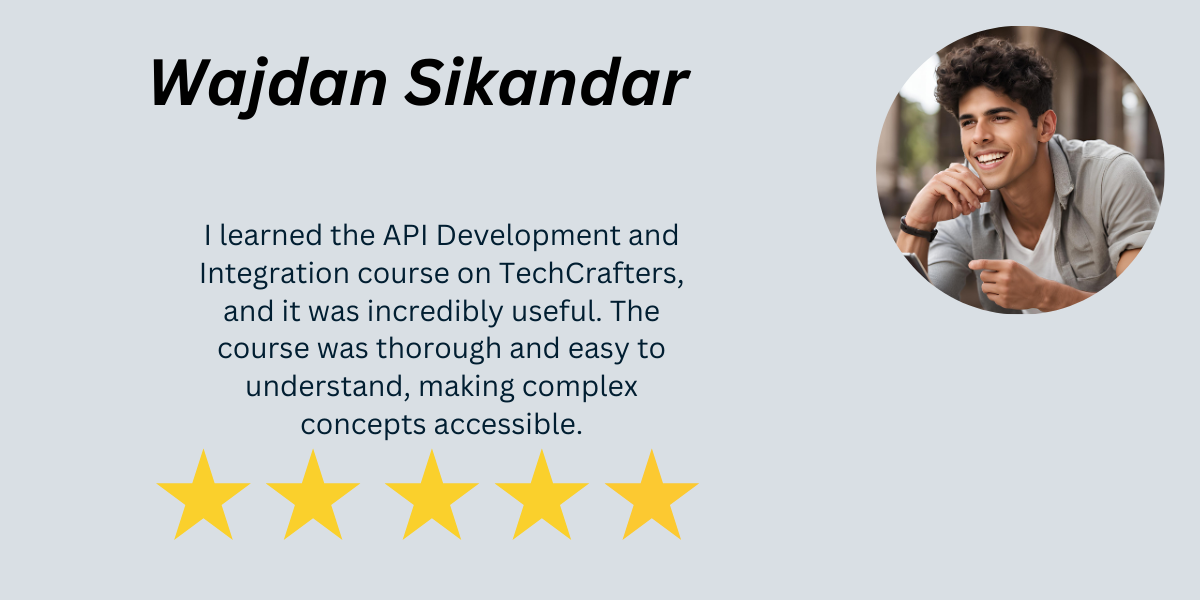 Wajdan Sikandar
I learned the API Development and
Integration course on TechCrafters,
and it was incredibly useful. The
course was thorough and easy to
understand, making complex
concepts accessible.